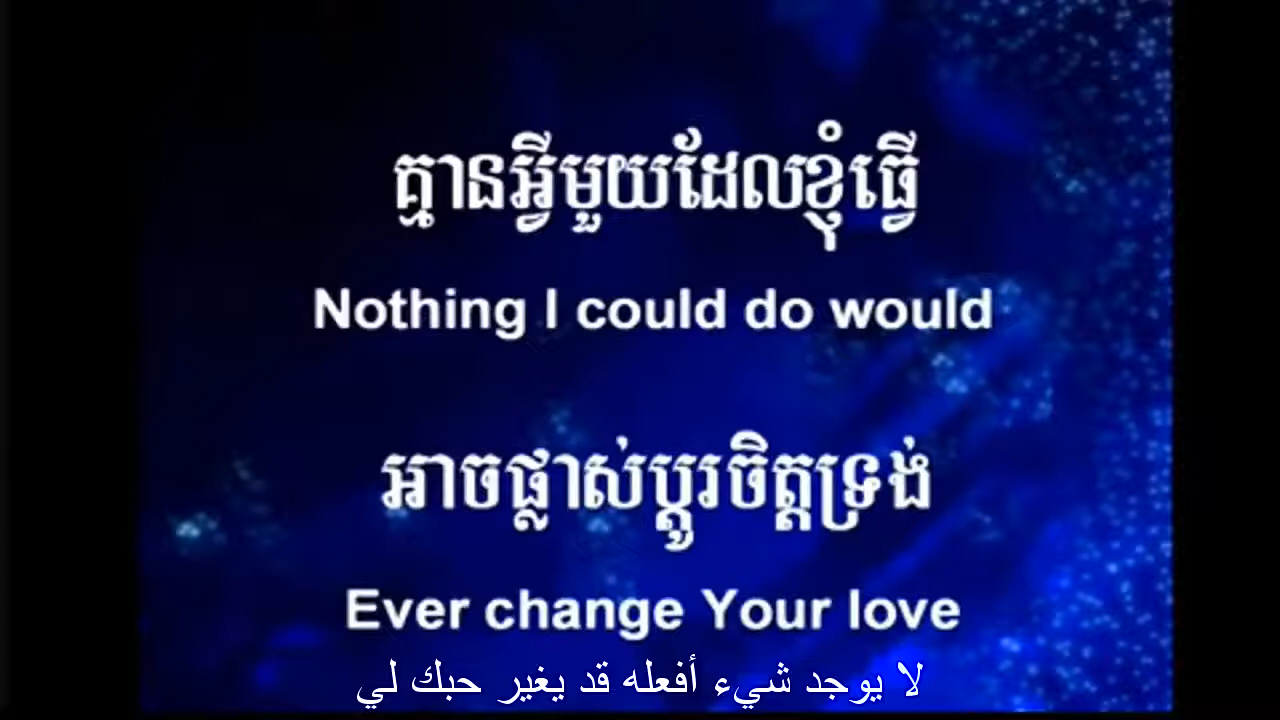 គ្មានអ្វីមួយដែលខ្ញុំធ្វើ
Nothing I could do would
អាចផ្លាស់ប្ដូរចិត្តទ្រង់
Ever change Your love
لا يوجد شيء أفعله قد يغير حبك لي